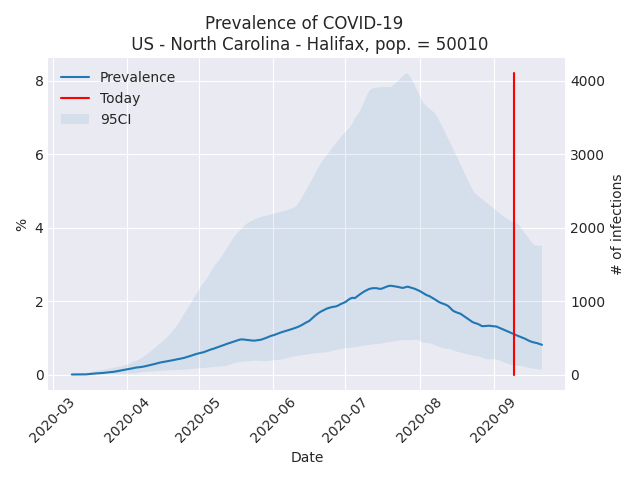 Prevalence of COVID-19
US - North Carolina - Halifax, pop. = 50010
Prevalence
Today
95CI
8
6
4
2
0
%
4000
3000
2000
1000
0
# of infections
2020-03
2020-04
2020-05
2020-06
2020-07
2020-08
2020-09
Date